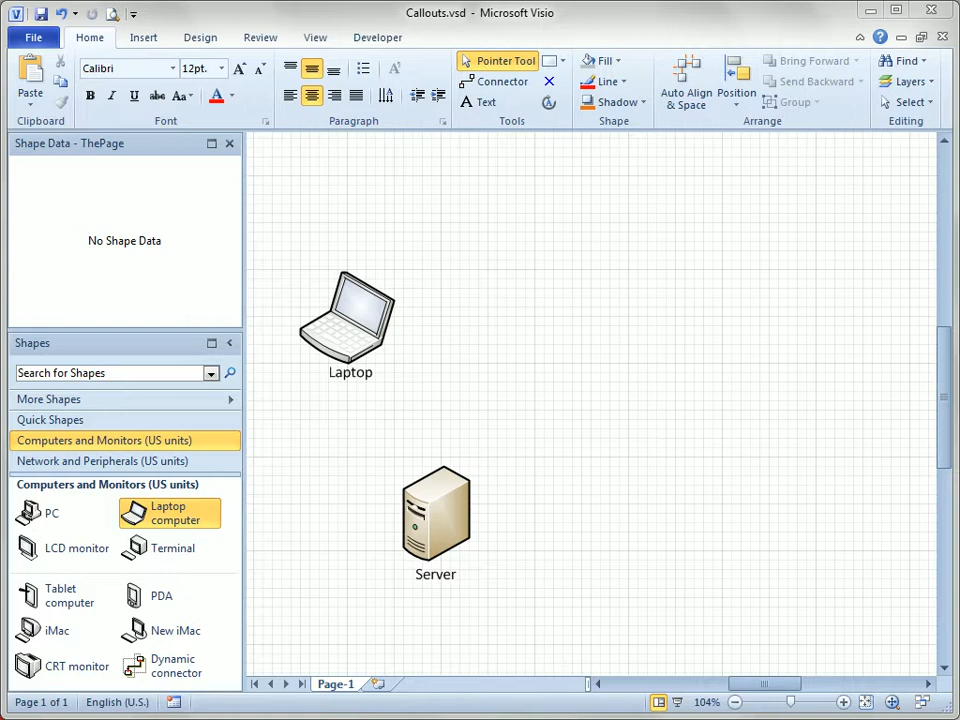 Callouts.vsd - Microsoft Visio
File Home Insert Design Review View Developer
Calibri 12pt.
Pointer Tool
Connector
Text
Fill
Line
Shadow
Paste
Auto Align
& Space
Position
Bring Forward
Send Backward
Group
Find
Layers
Select
B I U abc Aa A
Clipboard Font Paragraph Tools Shape Arrange Editing
Shape Data - ThePage
No Shape Data
Shapes
Search for Shapes
More Shapes
Quick Shapes
Computers and Monitors (US units)
Network and Peripherals (US units)
Computers and Monitors (US units)
PC
Laptop
computer
LCD monitor
Terminal
Tablet
computer
PDA
iMac
New iMac
CRT monitor
Dynamic
connector
Laptop
Server
Page-1
Page 1 of 1 English (U.S.) 104%